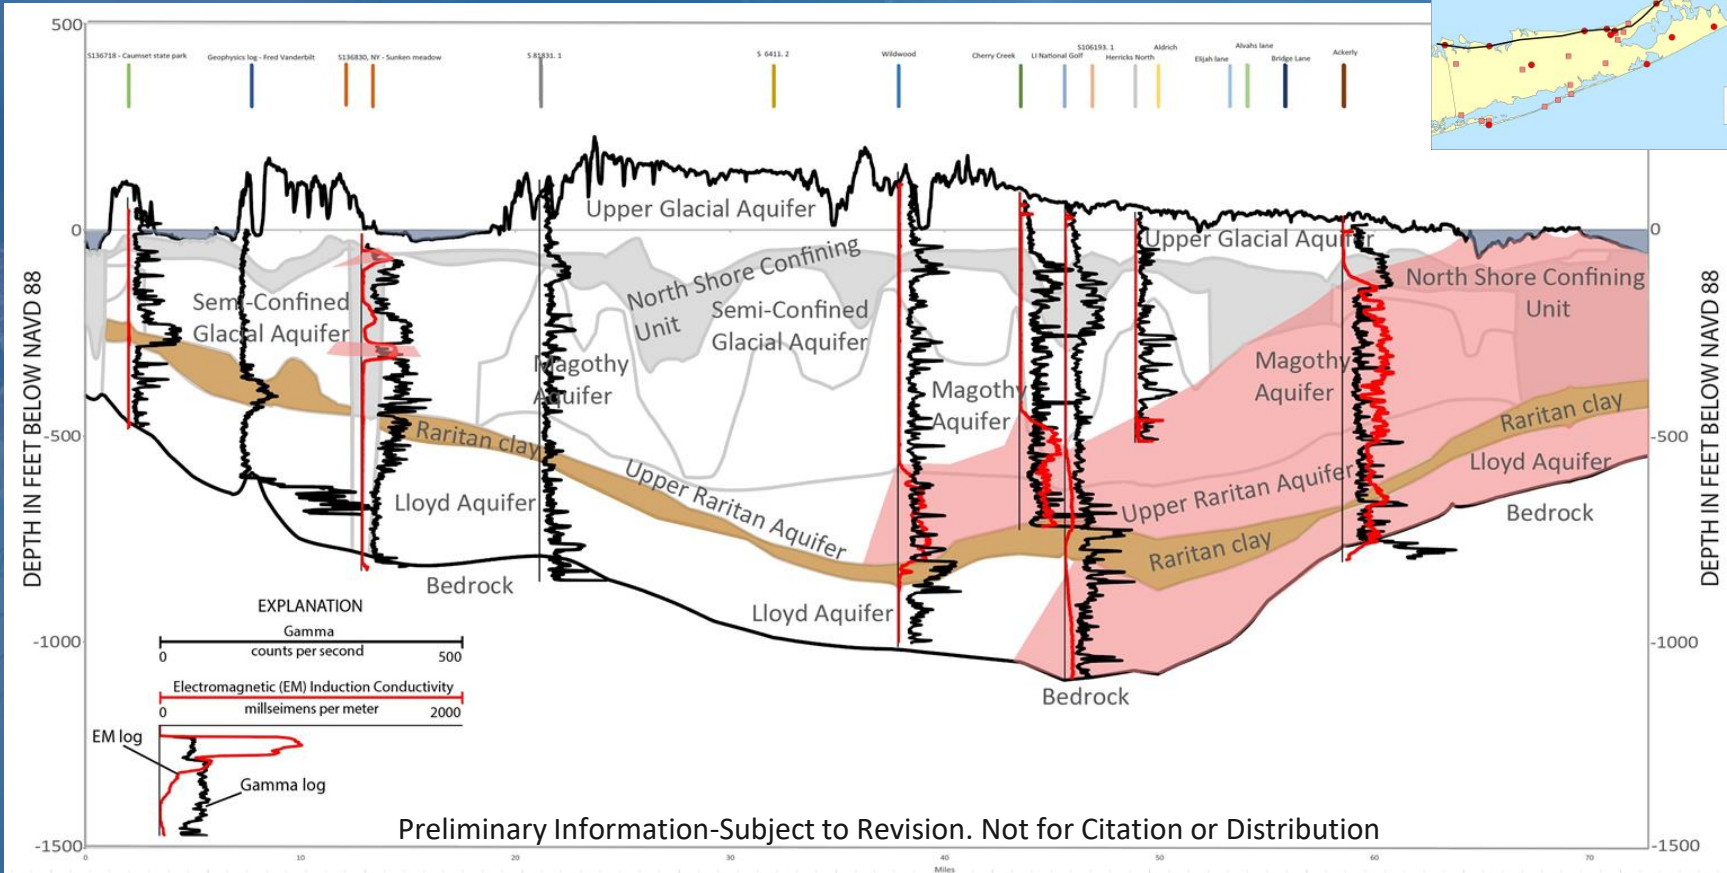 500
S136718 - Caumset state park
Geophysics log - Fred Vanderbilt
S136830, NY - Sunken meadow
S 81831. 1
S 6411. 2
Wildwood
Cherry Creek
LI National Golf
S106193. 1
Herricks North
Aldrich
Elijah lane
Alvahs lane
Bridge Lane
Ackerly
DEPTH IN FEET BELOW NAVD 88
0
-500
-1000
-1500
Upper Glacial Aquifer
North Shore Confining
Unit
Semi-Confined
Glacial Aquifer
Semi-Confined
Glacial Aquifer
Magothy
Aquifer
Magothy
Aquifer
Upper Glacial Aquifer
North Shore Confining
Unit
Magothy
Aquifer
Raritan clay
Upper Raritan Aquifer
Lloyd Aquifer
Bedrock
Lloyd Aquifer
Upper Raritan Aquifer
Raritan clay
Raritan clay
Lloyd Aquifer
Bedrock
Bedrock
0
-500
-1000
-1500
DEPTH IN FEET BELOW NAVD 88
EXPLANATION
Gamma
counts per second
0 500
Electromagnetic (EM) Induction Conductivity
millseimens per meter
0 2000
EM log
Gamma log
Preliminary Information-Subject to Revision. Not for Citation or Distribution
0 10 20 30 40 50 60 70
Miles